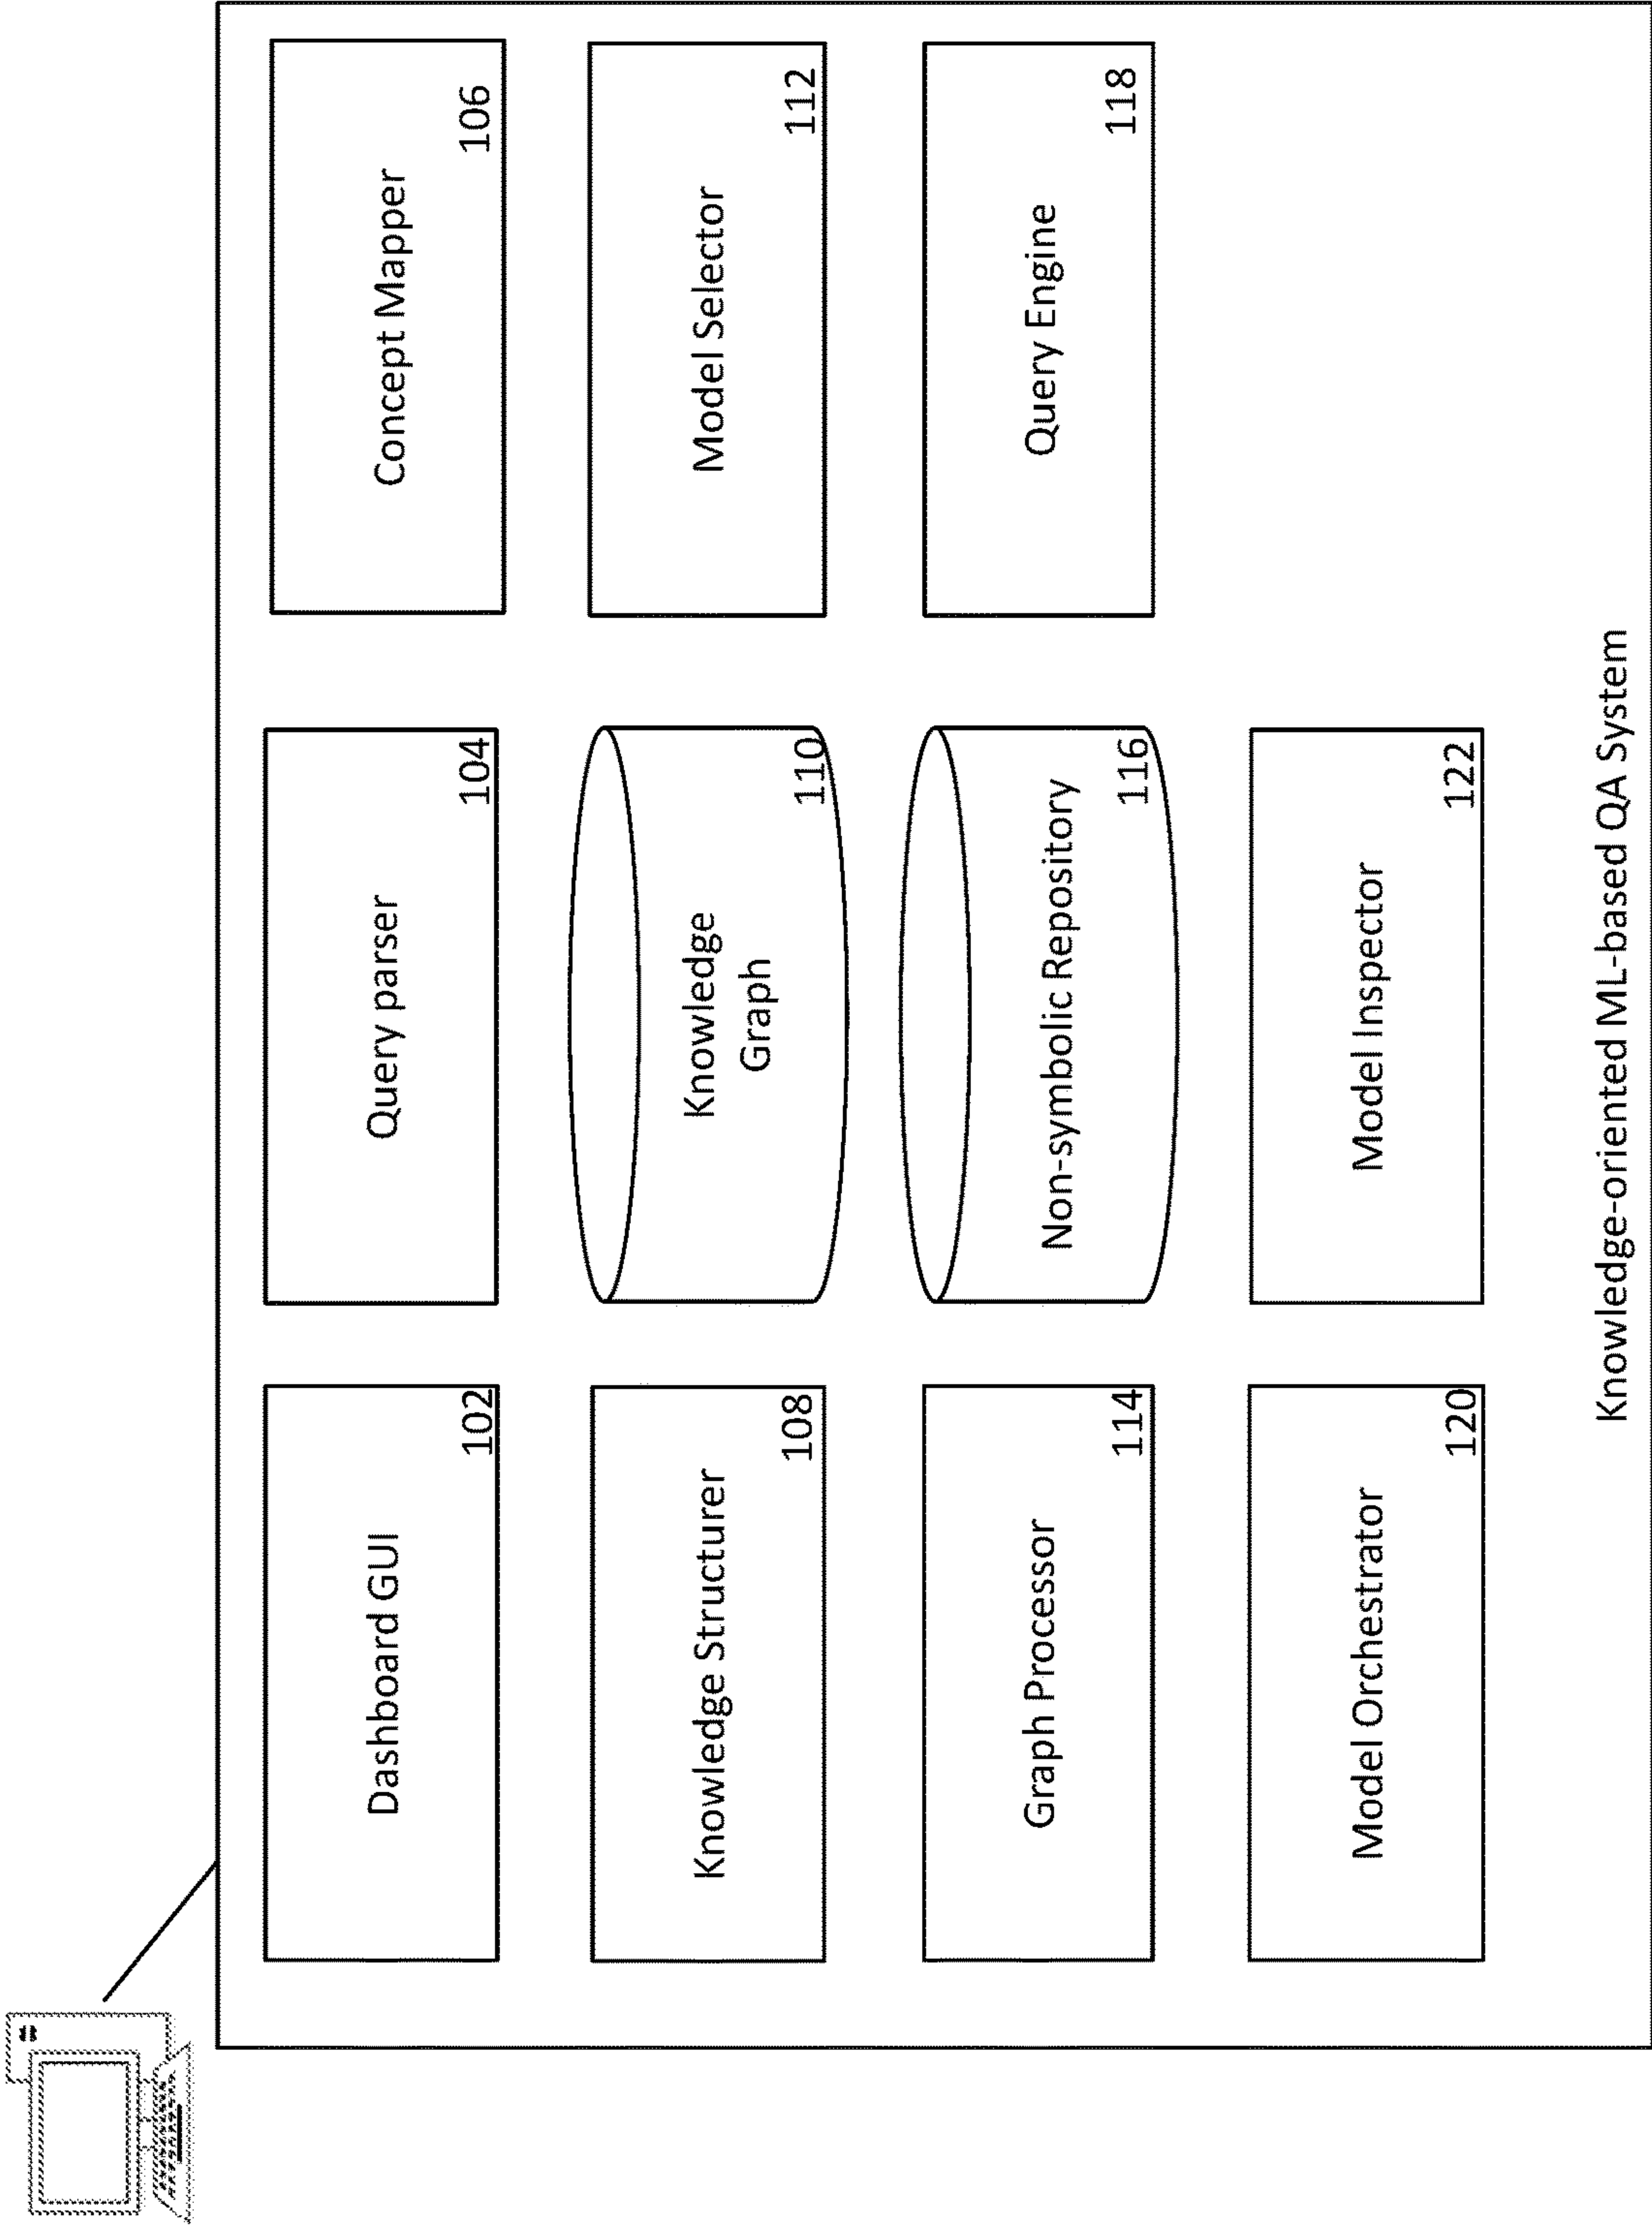 Dashboard GUI
102
Query parser
104
Concept Mapper
106
Knowledge Structurer
108
Knowledge
Graph
110
Model Selector
112
Graph Processor
114
Non-symbolic Repository
116
Query Engine
118
Model Orchestrator
120
Model Inspector
122
Knowledge-oriented ML-based QA System